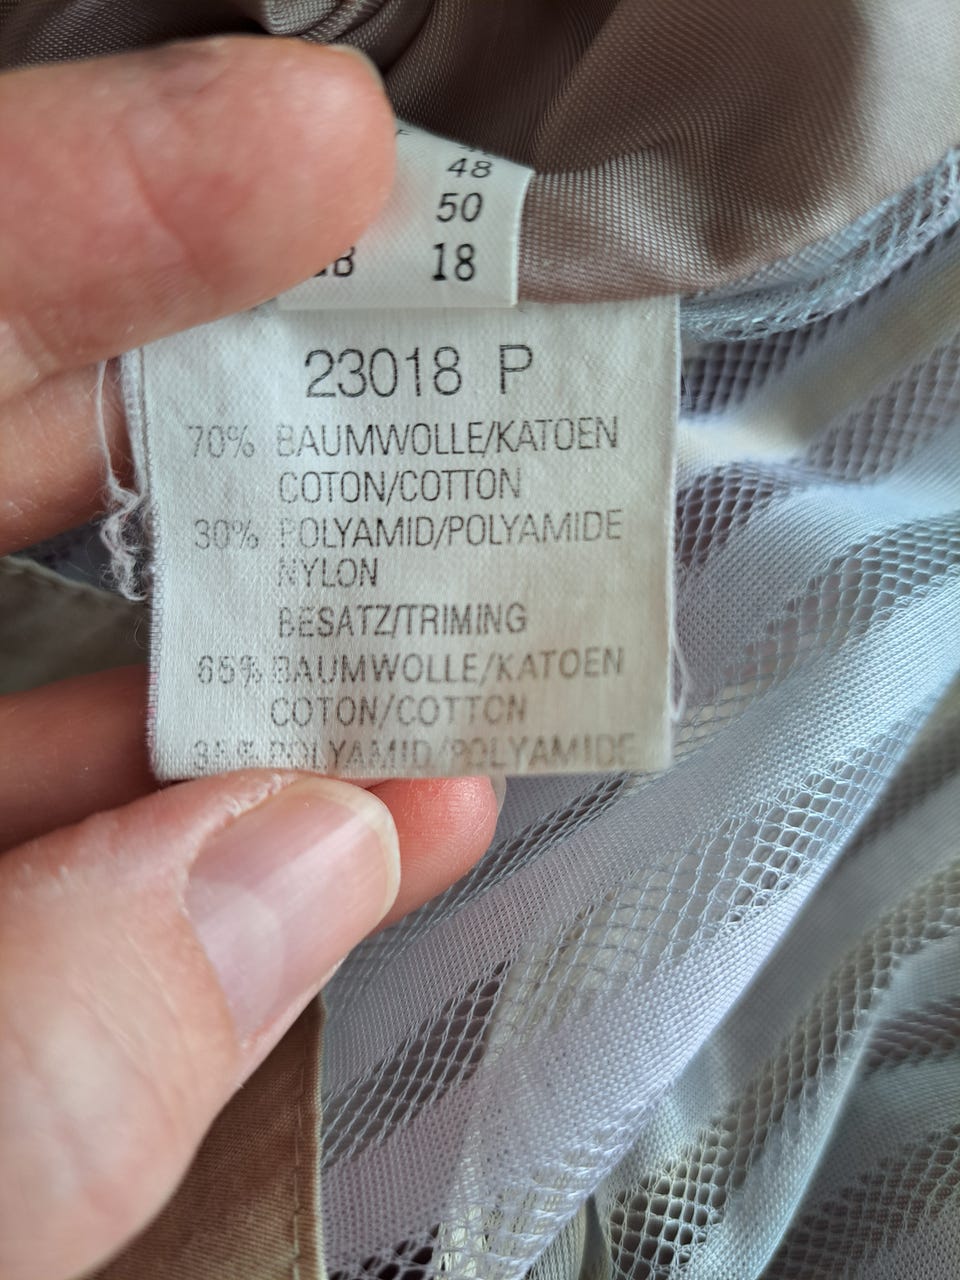 48
50
18
23018 P
70% BAUMWOLLE/KATOEN
COTON/COTTON
30% POLYAMID/POLYAMIDE
NYLON
BESATZ/TRIMING
65% BAUMWOLLE/KATOEN
COTON/COTTON
POLYAMID/POLYAMIDE